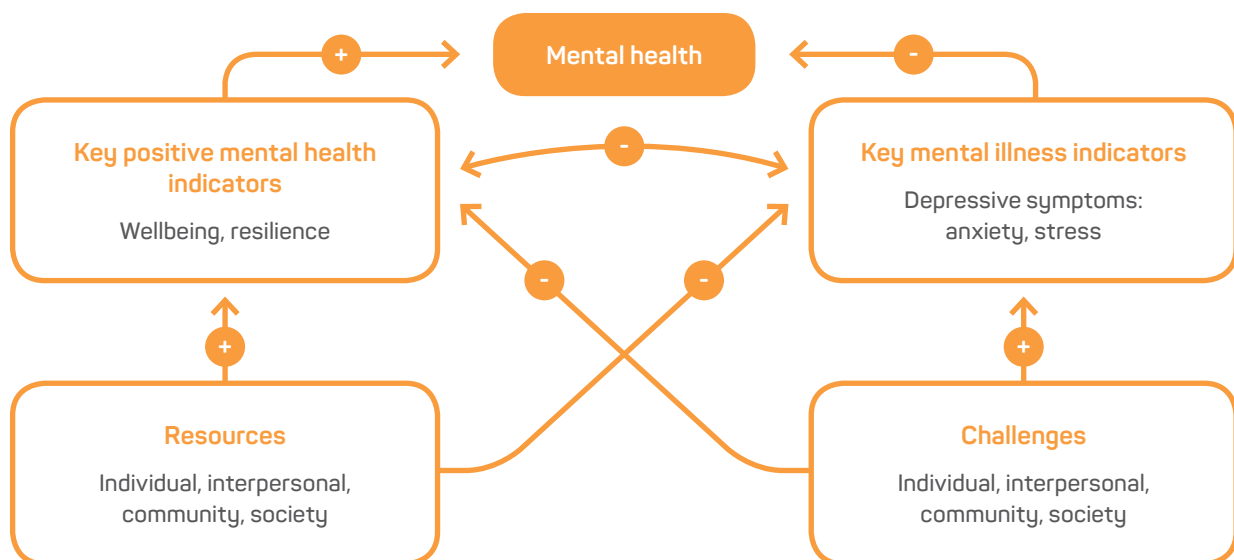 +
Mental health
-
Key positive mental health
indicators
Wellbeing, resilience
-
Key mental illness indicators
Depressive symptoms:
anxiety, stress
-
-
+
+
Resources
Individual, interpersonal,
community, society
Challenges
Individual, interpersonal,
community, society